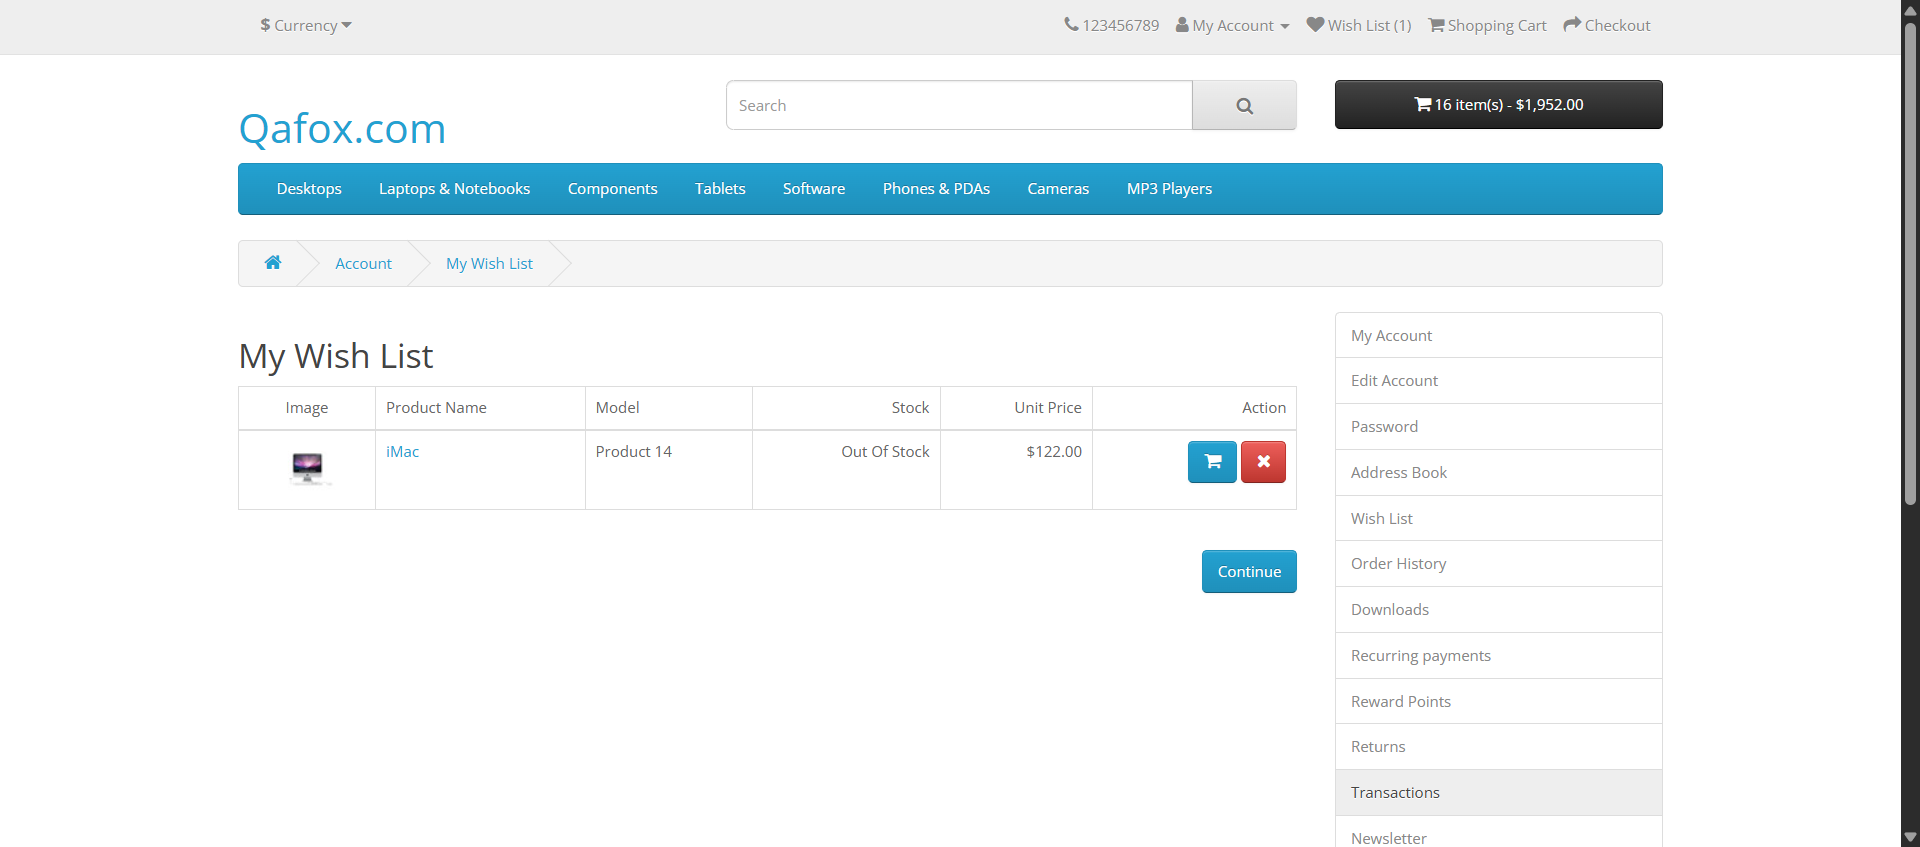 $ Currency
123456789 My Account Wish List (1) Shopping Cart Checkout
Qafox.com
Search
16 item(s) - $1,952.00
Desktops Laptops & Notebooks Components Tablets Software Phones & PDAs Cameras MP3 Players
Account My Wish List
My Wish List
Image Product Name Model Stock Unit Price Action
iMac Product 14 Out Of Stock $122.00
Continue
My Account
Edit Account
Password
Address Book
Wish List
Order History
Downloads
Recurring payments
Reward Points
Returns
Transactions
Newsletter